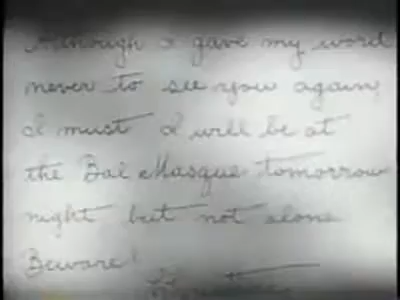 Although I gave my word
never to see you again,
I must I will be at
the Bal Masque tomorrow
night but not alone
Beware!